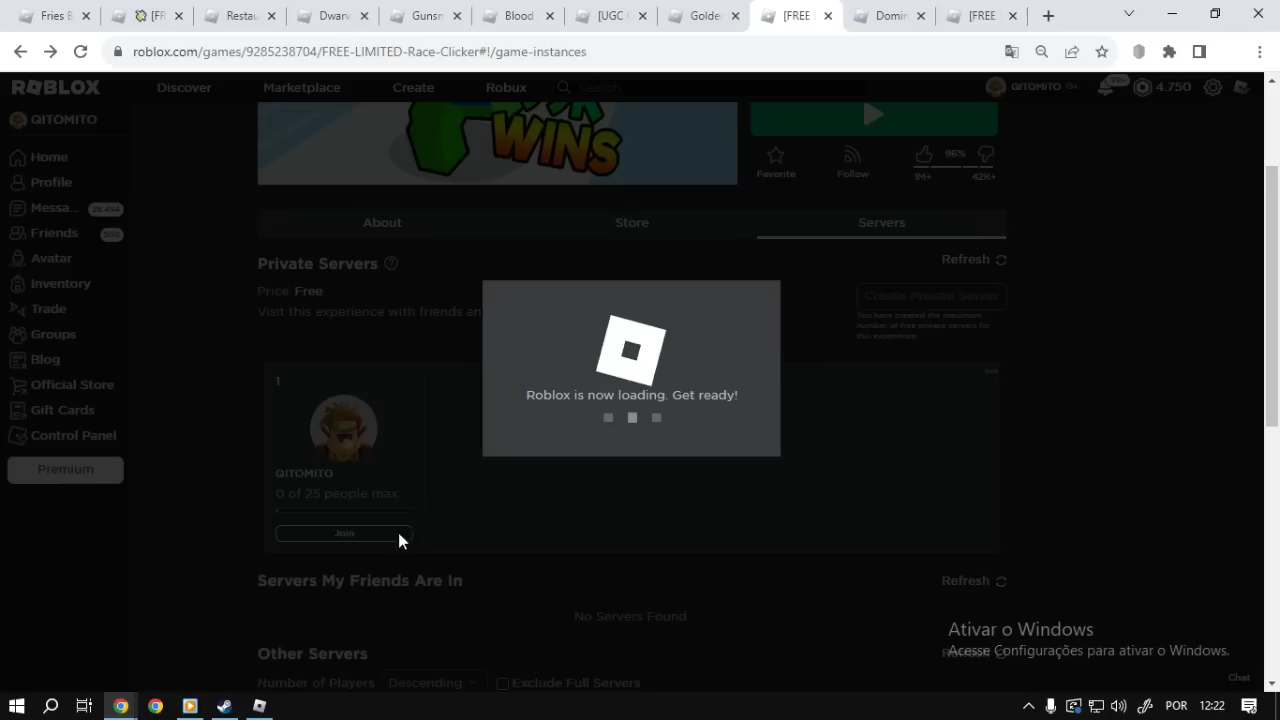 Fries B
[FR
Restau
Dwarv
Gunsm
Blood
[UGC
Golde
[FREE
Domin
[FREE
roblox.com/games/9285238704/FREE-LIMITED-Race-Clicker#!/game-instances
ROBLOX
Discover
Marketplace
Create
Robux
Search
QITOMITO 13+
4.750
QITOMITO
Home
Profile
Messa...
Friends
Avatar
Inventory
Trade
Groups
Blog
Official Store
Gift Cards
Control Panel
Premium
WINS
Favorite
Follow
96%
1M+
42K+
About
Store
Servers
Private Servers
Refresh
Price: Free
Visit this experience with friends an
Create Private Server
You have created the maximum
number of free private servers for
this experience.
Roblox is now loading. Get ready!
1
QITOMITO
0 of 25 people max
Join
Servers My Friends Are In
Refresh
No Servers Found.
Other Servers
Number of Players
Descending
Exclude Full Servers
Ativar o Windows
Acesse Configurações para ativar o Windows.
Chat
POR
12:22